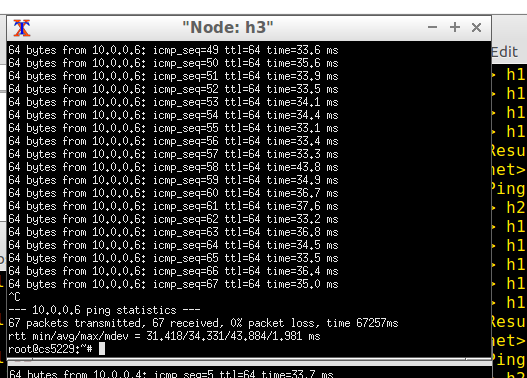 "Node: h3"
Edit
64 bytes from 10.0.0.6: icmp_seq=49 ttl=64 time=33.6 ms
64 bytes from 10.0.0.6: icmp_seq=50 ttl=64 time=35.6 ms
64 bytes from 10.0.0.6: icmp_seq=51 ttl=64 time=33.9 ms
64 bytes from 10.0.0.6: icmp_seq=52 ttl=64 time=33.5 ms
64 bytes from 10.0.0.6: icmp_seq=53 ttl=64 time=34.1 ms
64 bytes from 10.0.0.6: icmp_seq=54 ttl=64 time=34.4 ms
64 bytes from 10.0.0.6: icmp_seq=55 ttl=64 time=33.1 ms
64 bytes from 10.0.0.6: icmp_seq=56 ttl=64 time=33.4 ms
64 bytes from 10.0.0.6: icmp_seq=57 ttl=64 time=33.3 ms
64 bytes from 10.0.0.6: icmp_seq=58 ttl=64 time=43.8 ms
64 bytes from 10.0.0.6: icmp_seq=59 ttl=64 time=34.9 ms
64 bytes from 10.0.0.6: icmp_seq=60 ttl=64 time=36.7 ms
64 bytes from 10.0.0.6: icmp_seq=61 ttl=64 time=37.6 ms
64 bytes from 10.0.0.6: icmp_seq=62 ttl=64 time=33.2 ms
64 bytes from 10.0.0.6: icmp_seq=63 ttl=64 time=36.8 ms
64 bytes from 10.0.0.6: icmp_seq=64 ttl=64 time=34.5 ms
64 bytes from 10.0.0.6: icmp_seq=65 ttl=64 time=33.5 ms
64 bytes from 10.0.0.6: icmp_seq=66 ttl=64 time=36.4 ms
64 bytes from 10.0.0.6: icmp_seq=67 ttl=64 time=35.0 ms
^C
--- 10.0.0.6 ping statistics ---
67 packets transmitted, 67 received, 0% packet loss, time 67257ms
rtt min/avg/max/mdev = 31.418/34.331/43.884/1.981 ms
root@cs5229:~#
64 bytes from 10.0.0.4: icmp_seq=5 ttl=64 time=33.7 ms
> h1
> h1
> h1
> h1
Resu
net>
Ping
> h2
> h1
> h1
> h1
> h1
Resu